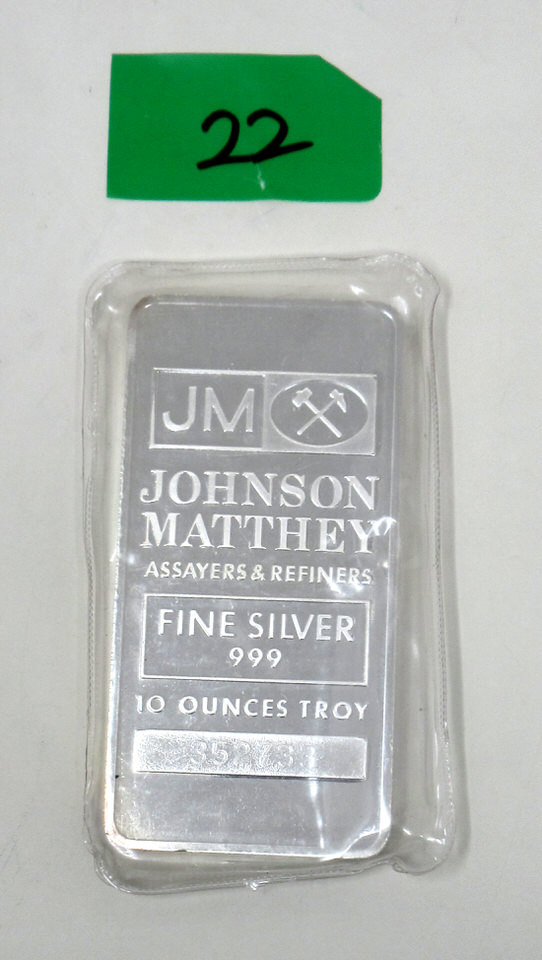 22
JM
JOHNSON
MATTHEY
ASSAYERS & REFINERS
FINE SILVER
999
10 OUNCES TROY